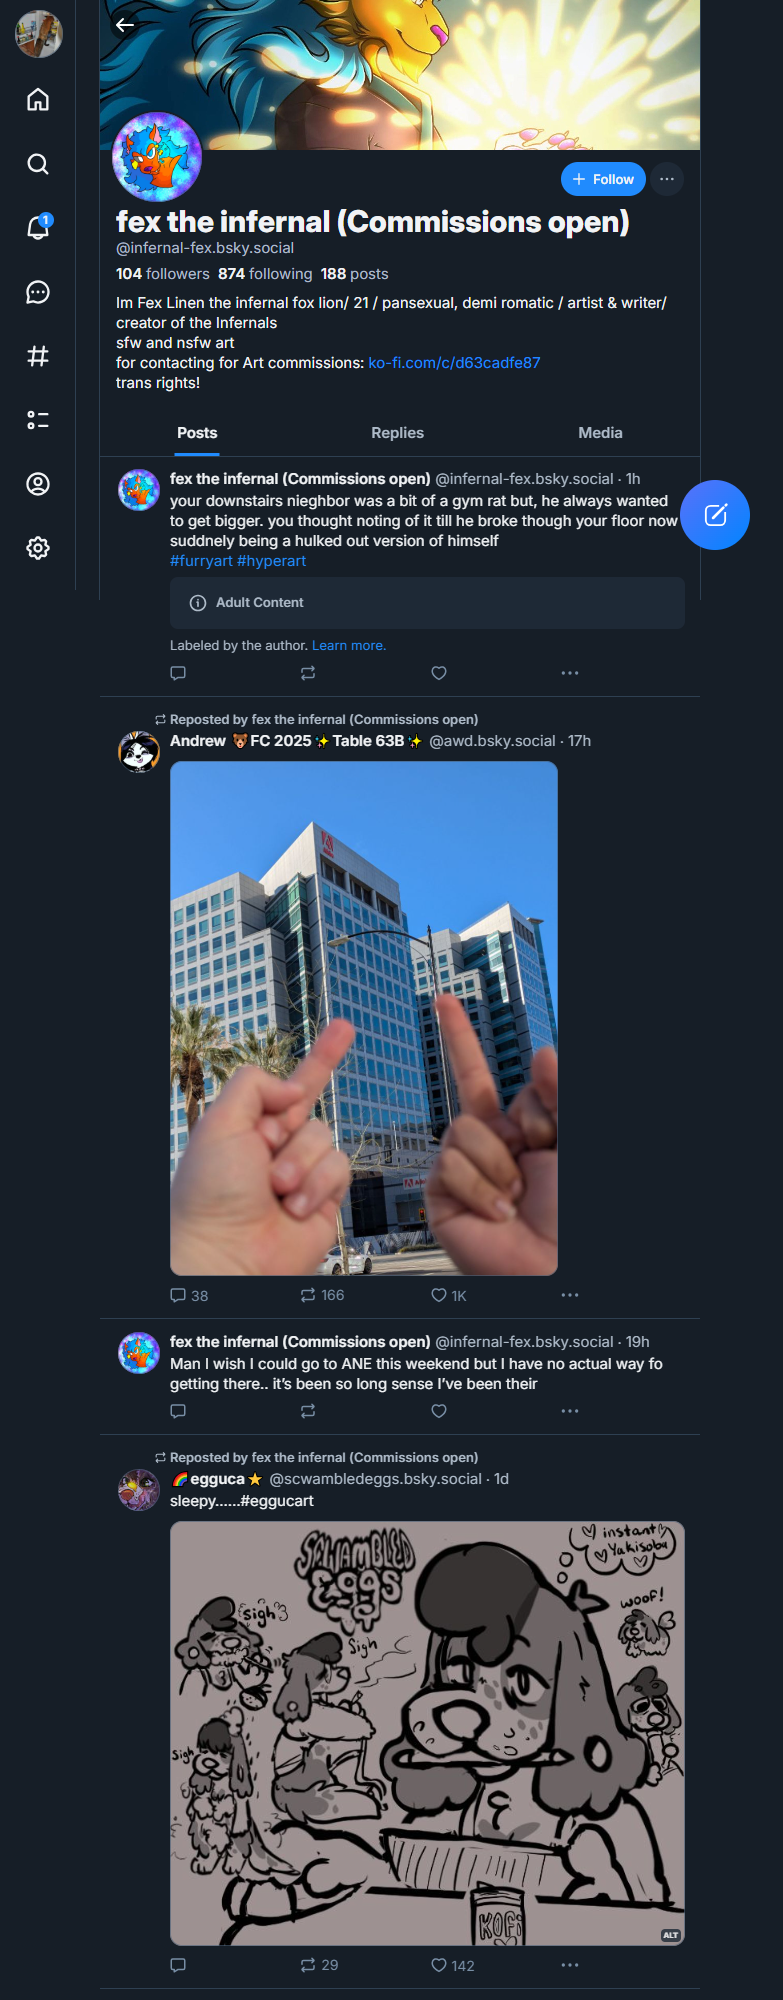 + Follow
fex the infernal (Commissions open)
@infernal-fex.bsky.social
104 followers 874 following 188 posts
Im Fex Linen the infernal fox lion/ 21 / pansexual, demi romatic / artist & writer/
creator of the Infernals
sfw and nsfw art
for contacting for Art commissions: ko-fi.com/c/d63cadfe87
trans rights!
1
Posts Replies Media
fex the infernal (Commissions open) @infernal-fex.bsky.social · 1h
your downstairs nieghbor was a bit of a gym rat but, he always wanted
to get bigger. you thought noting of it till he broke though your floor now
suddnely being a hulked out version of himself
#furryart #hyperart
Adult Content
Labeled by the author. Learn more.
Reposted by fex the infernal (Commissions open)
Andrew 🐻FC 2025✨Table 63B✨ @awd.bsky.social · 17h
38 166 1K
fex the infernal (Commissions open) @infernal-fex.bsky.social · 19h
Man I wish I could go to ANE this weekend but I have no actual way fo
getting there.. it's been so long sense I've been their
Reposted by fex the infernal (Commissions open)
🌈egguca⭐ @scwambledeggs.bsky.social · 1d
sleepy......#eggucart
SCWAMBLED
EGGS
instant
Yakisoba
woof!
sigh
Sigh
Sigh
KOFI
ALT
29 142